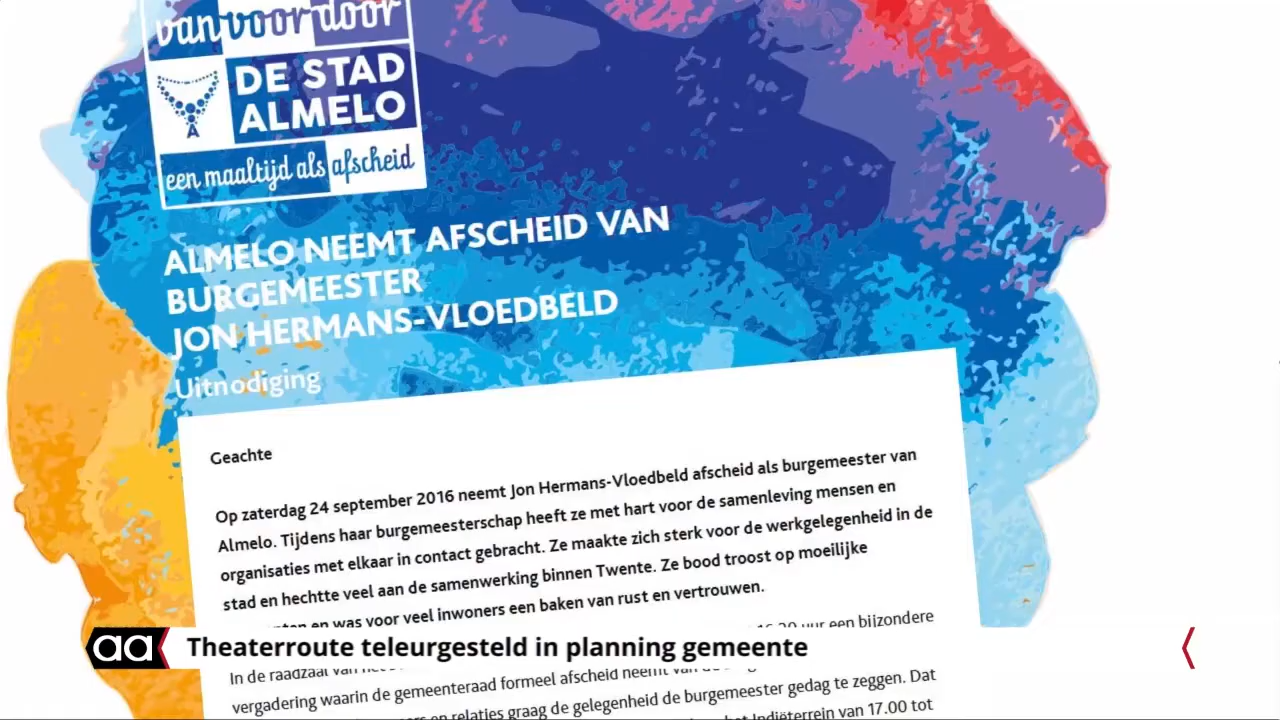 van voor door
DE STAD
ALMELO
een maaltijd als afscheid
ALMELO NEEMT AFSCHEID VAN
BURGEMEESTER
JON HERMANS-VLOEDBELD
Uitnodiging
Geachte
Op zaterdag 24 september 2016 neemt Jon Hermans-Vloedbeld afscheid als burgemeester van
Almelo. Tijdens haar burgemeesterschap heeft ze met hart voor de samenleving mensen en
organisaties met elkaar in contact gebracht. Ze maakte zich sterk voor de werkgelegenheid in de
stad en hechtte veel aan de samenwerking binnen Twente. Ze bood troost op moeilijke
en was voor veel inwoners een baken van rust en vertrouwen.
uur een bijzondere
aa Theaterroute teleurgesteld in planning gemeente
In de raadzaal van het
vergadering waarin de gemeenteraad formeel afscheid neemt van de
en relaties graag de gelegenheid de burgemeester gedag te zeggen. Dat
het Indiëterrein van 17.00 tot